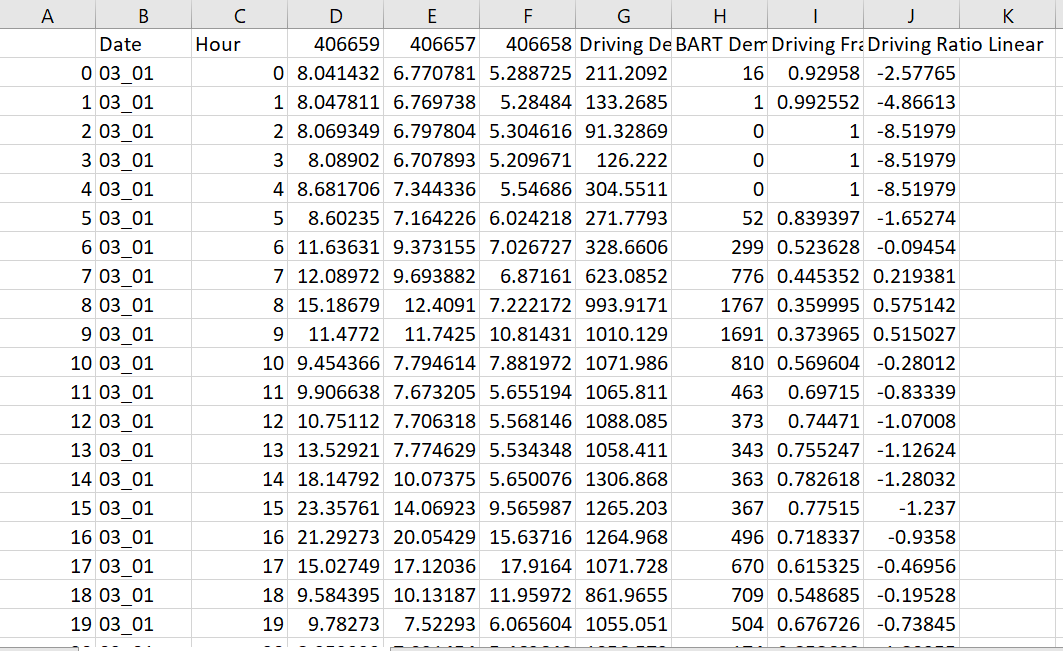 A B C D E F G H I J K
Date Hour 406659 406657 406658 Driving De BART Dem Driving Fra Driving Ratio Linear
0 03_01 0 8.041432 6.770781 5.288725 211.2092 16 0.92958 -2.57765
1 03_01 1 8.047811 6.769738 5.28484 133.2685 1 0.992552 -4.86613
2 03_01 2 8.069349 6.797804 5.304616 91.32869 0 1 -8.51979
3 03_01 3 8.08902 6.707893 5.209671 126.222 0 1 -8.51979
4 03_01 4 8.681706 7.344336 5.54686 304.5511 0 1 -8.51979
5 03_01 5 8.60235 7.164226 6.024218 271.7793 52 0.839397 -1.65274
6 03_01 6 11.63631 9.373155 7.026727 328.6606 299 0.523628 -0.09454
7 03_01 7 12.08972 9.693882 6.87161 623.0852 776 0.445352 0.219381
8 03_01 8 15.18679 12.4091 7.222172 993.9171 1767 0.359995 0.575142
9 03_01 9 11.4772 11.7425 10.81431 1010.129 1691 0.373965 0.515027
10 03_01 10 9.454366 7.794614 7.881972 1071.986 810 0.569604 -0.28012
11 03_01 11 9.906638 7.673205 5.655194 1065.811 463 0.69715 -0.83339
12 03_01 12 10.75112 7.706318 5.568146 1088.085 373 0.74471 -1.07008
13 03_01 13 13.52921 7.774629 5.534348 1058.411 343 0.755247 -1.12624
14 03_01 14 18.14792 10.07375 5.650076 1306.868 363 0.782618 -1.28032
15 03_01 15 23.35761 14.06923 9.565987 1265.203 367 0.77515 -1.237
16 03_01 16 21.29273 20.05429 15.63716 1264.968 496 0.718337 -0.9358
17 03_01 17 15.02749 17.12036 17.9164 1071.728 670 0.615325 -0.46956
18 03_01 18 9.584395 10.13187 11.95972 861.9655 709 0.548685 -0.19528
19 03_01 19 9.78273 7.52293 6.065604 1055.051 504 0.676726 -0.73845